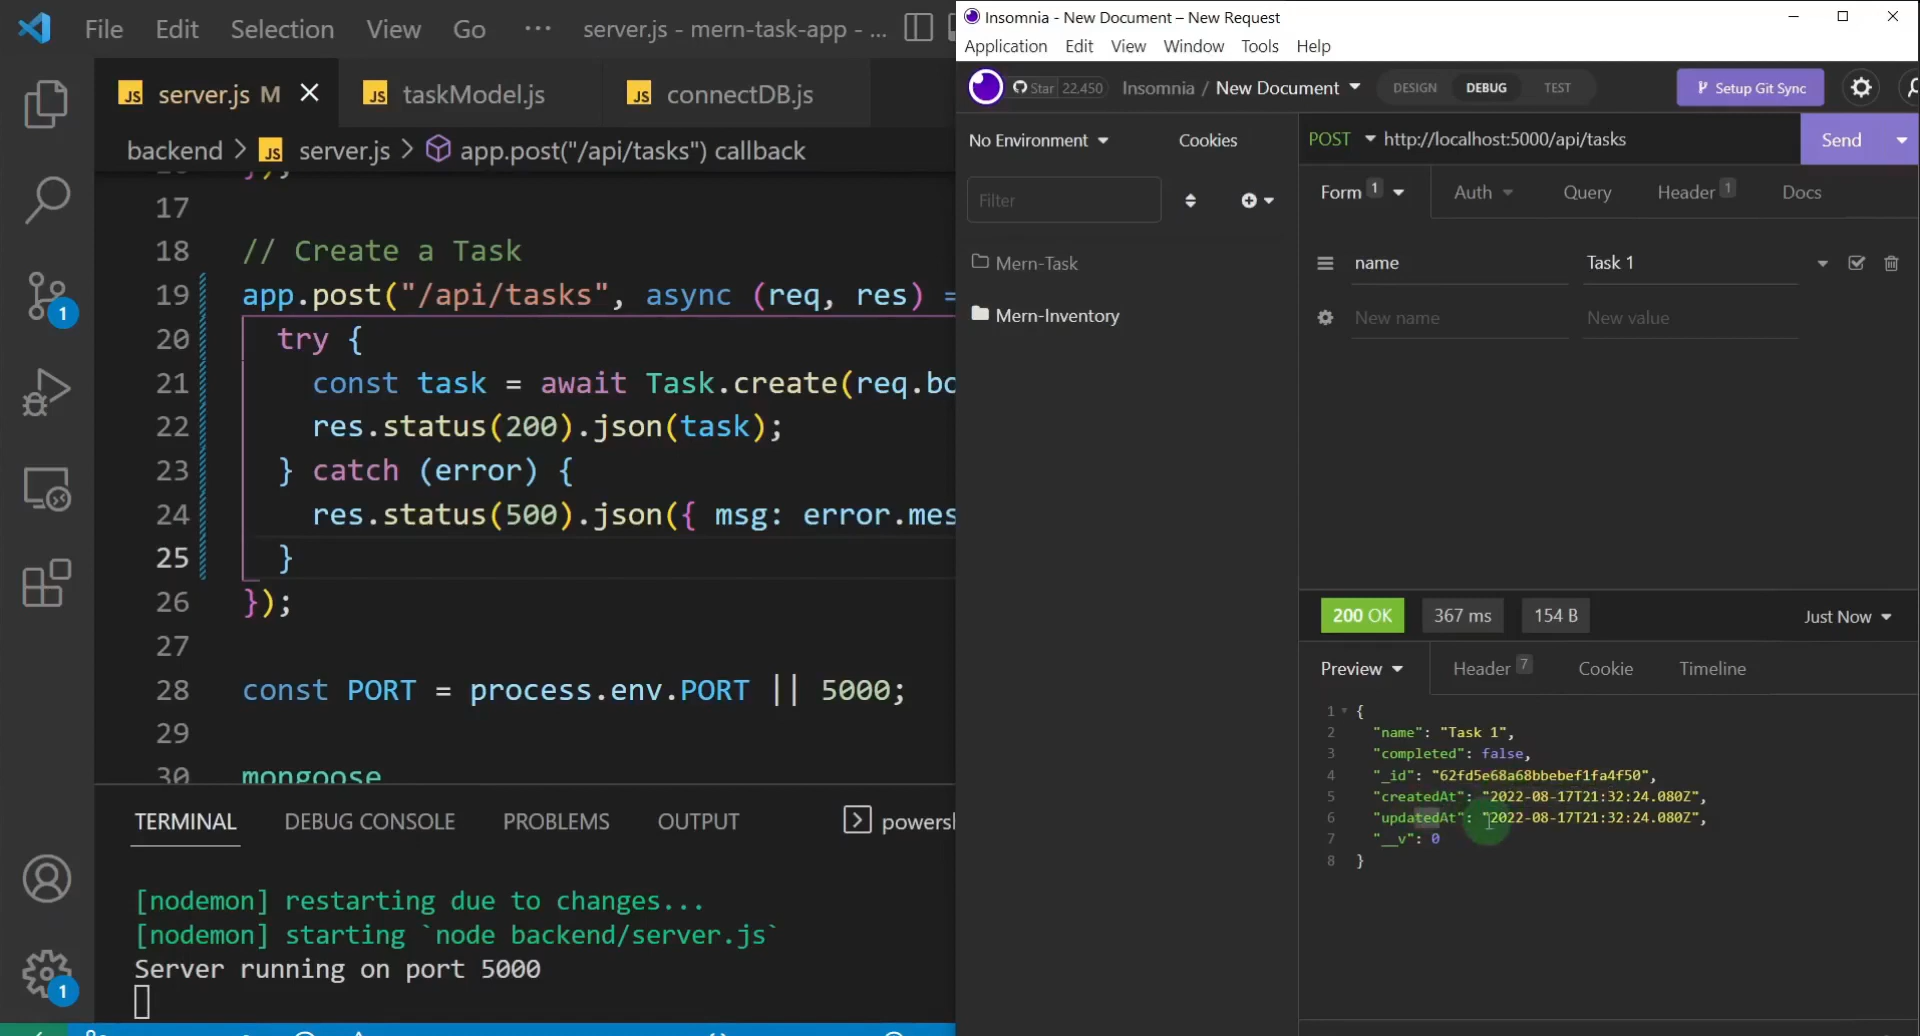 File Edit Selection View Go ··· server.js - mern-task-app - ...
server.js M
taskModel.js
connectDB.js
backend > server.js > app.post("/api/tasks") callback
17
18 // Create a Task
19 app.post("/api/tasks", async (req, res) =
20 try {
21 const task = await Task.create(req.bo
22 res.status(200).json(task);
23 } catch (error) {
24 res.status(500).json({ msg: error.mes
25 }
26 });
27
28 const PORT = process.env.PORT || 5000;
29
30 mongoose
1
1
TERMINAL DEBUG CONSOLE PROBLEMS OUTPUT powersh
[nodemon] restarting due to changes...
[nodemon] starting `node backend/server.js`
Server running on port 5000
Insomnia - New Document – New Request
Application Edit View Window Tools Help
Star 22,450 Insomnia / New Document DESIGN DEBUG TEST Setup Git Sync
No Environment Cookies
Filter
Mern-Task
Mern-Inventory
POST http://localhost:5000/api/tasks Send
Form 1 Auth Query Header 1 Docs
name Task 1
New name New value
200 OK 367 ms 154 B Just Now
Preview Header 7 Cookie Timeline
1 {
2 "name": "Task 1",
3 "completed": false,
4 "_id": "62fd5e68a68bbebef1fa4f50",
5 "createdAt": "2022-08-17T21:32:24.080Z",
6 "updatedAt": "2022-08-17T21:32:24.080Z",
7 "__v": 0
8 }